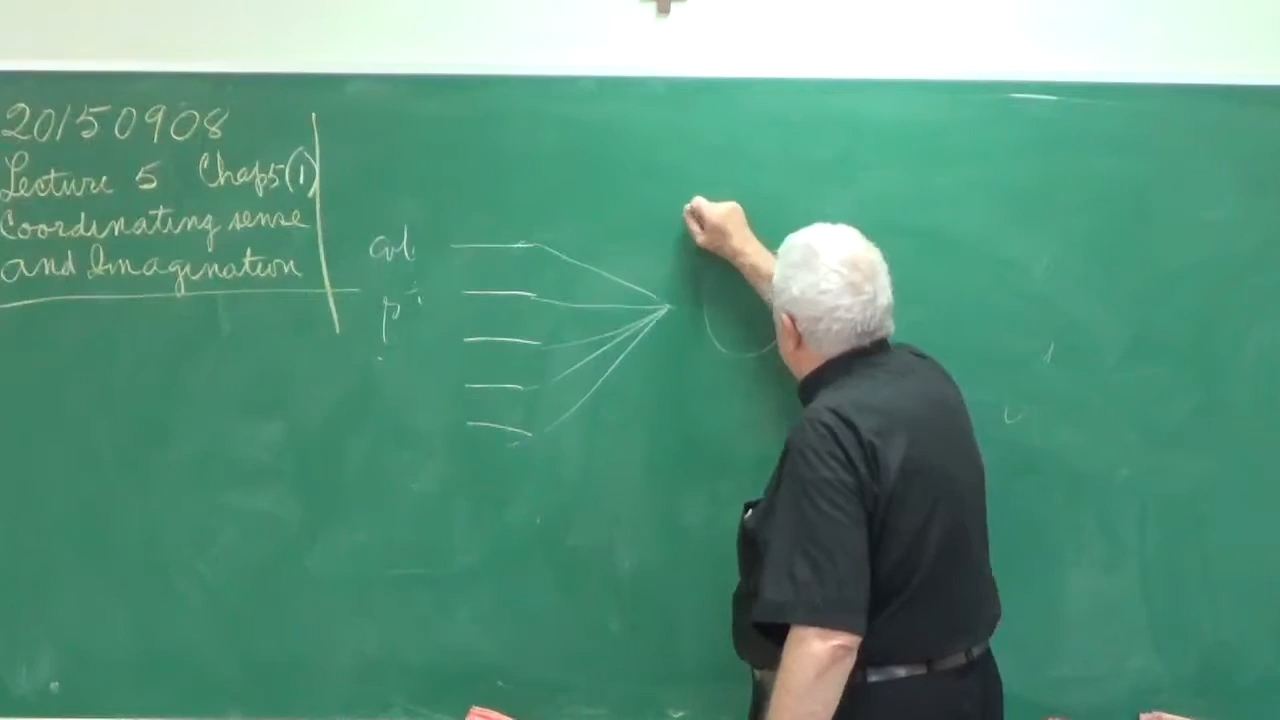 20150908
Lecture 5 Chap5(1)
Coordinating sense
and Imagination